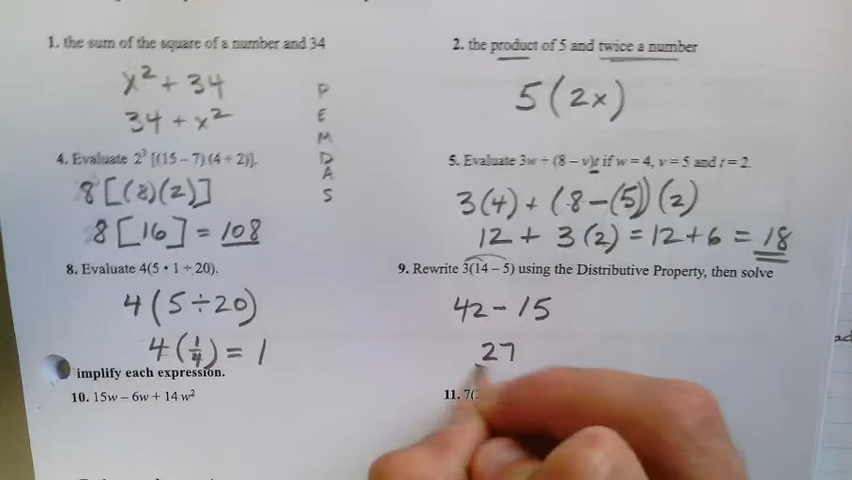 1. the sum of the square of a number and 34
x² + 34
34 + x²
P
E
M
D
A
S
2. the product of 5 and twice a number
5(2x)
4. Evaluate 2³ [(15 – 7)(4 ÷ 2)].
8[(8)(2)]
8[16] = 108
5. Evaluate 3w + (8 – v)t if w = 4, v = 5 and t = 2.
3(4) + (8-(5))(2)
12 + 3(2) = 12+6 = 18
8. Evaluate 4(5 • 1 ÷ 20).
4(5÷20)
4(1/4) = 1
9. Rewrite 3(14 – 5) using the Distributive Property, then solve
42 - 15
27
implify each expression.
10. 15w – 6w + 14w²
11. 7(